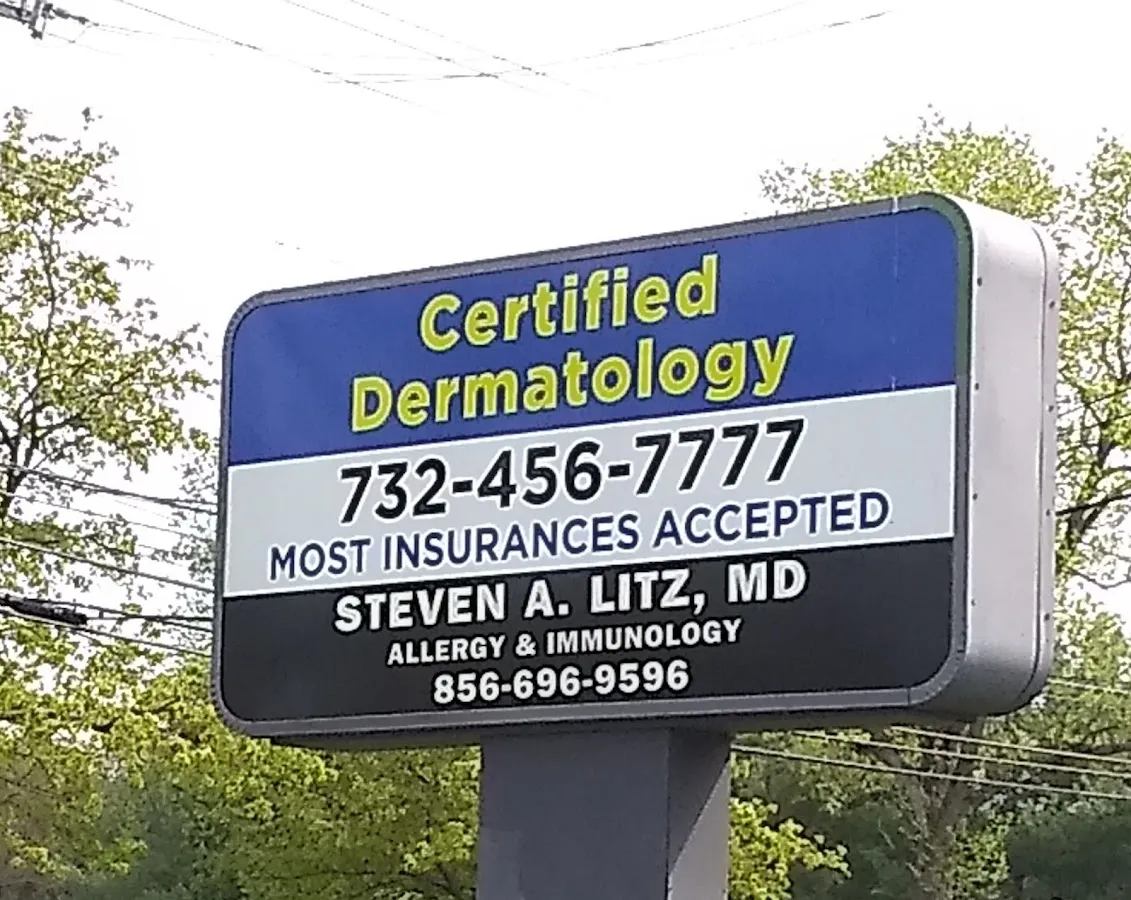 Certified
Dermatology
732-456-7777
MOST INSURANCES ACCEPTED
STEVEN A. LITZ, MD
ALLERGY & IMMUNOLOGY
856-696-9596